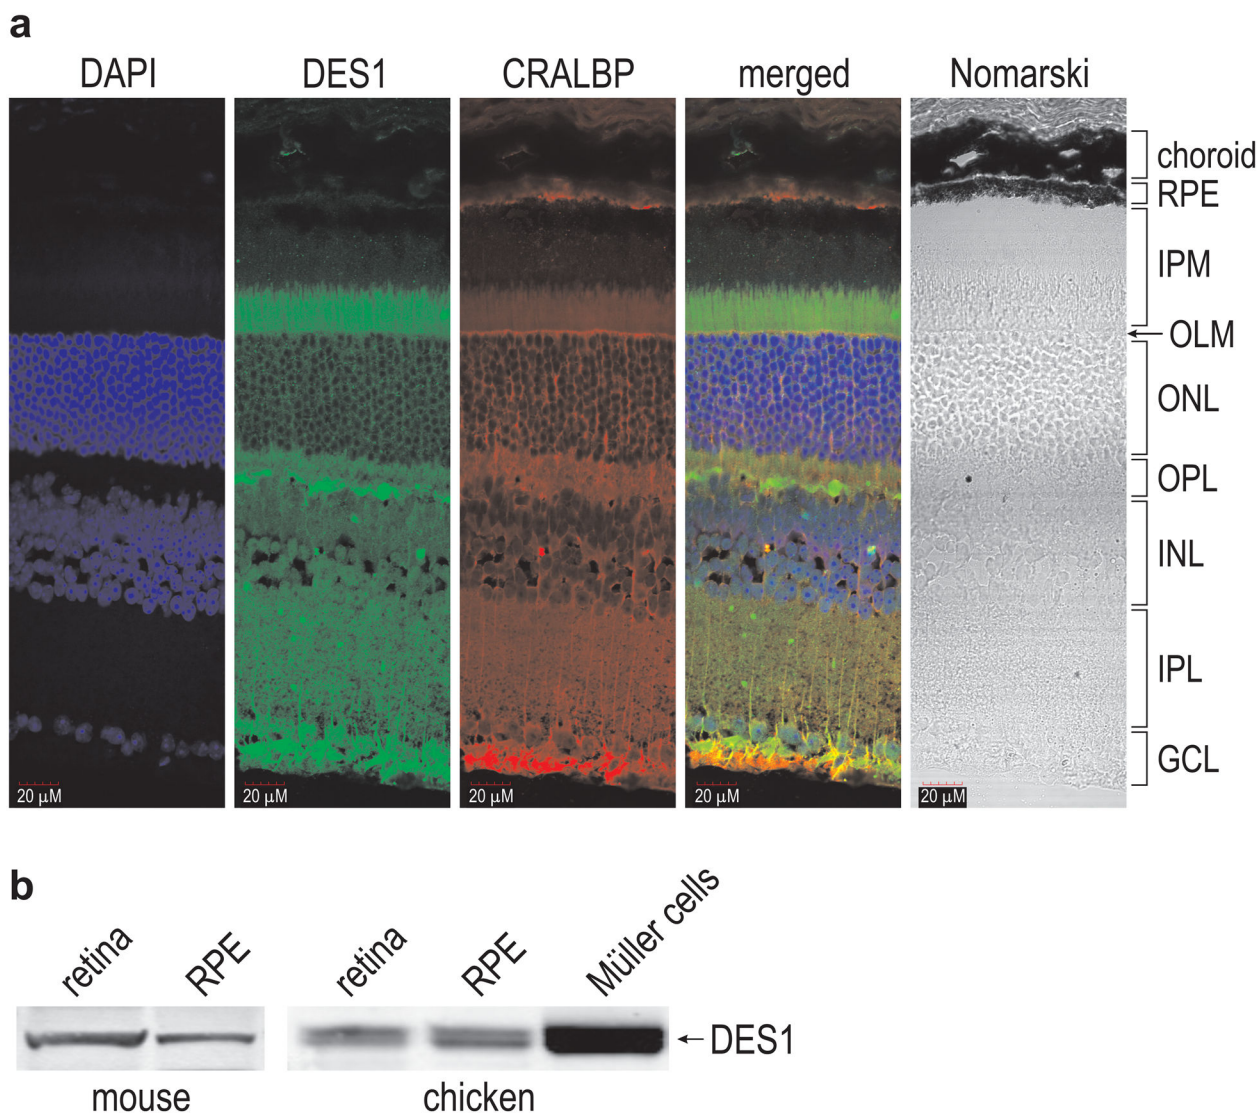 a
DAPI
DES1
CRALBP
merged
Nomarski
choroid
RPE
IPM
OLM
ONL
OPL
INL
IPL
GCL
20 µM
20 µM
20 µM
20 µM
20 µM
b
retina
RPE
retina
RPE
Müller cells
DES1
mouse
chicken